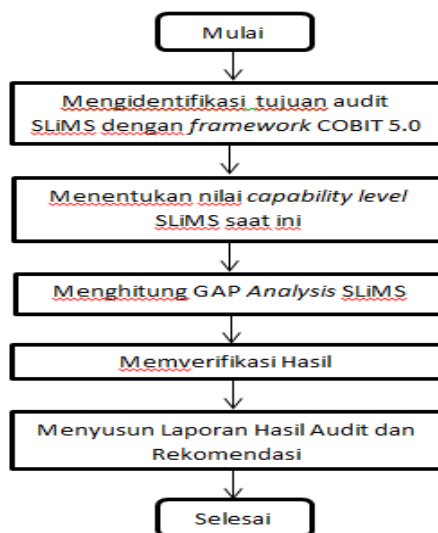 Mulai
Mengidentifikasi tujuan audit
SLiMS dengan framework COBIT 5.0
Menentukan nilai capability level
SLiMS saat ini
Menghitung GAP Analysis SLiMS
Memverifikasi Hasil
Menyusun Laporan Hasil Audit dan
Rekomendasi
Selesai